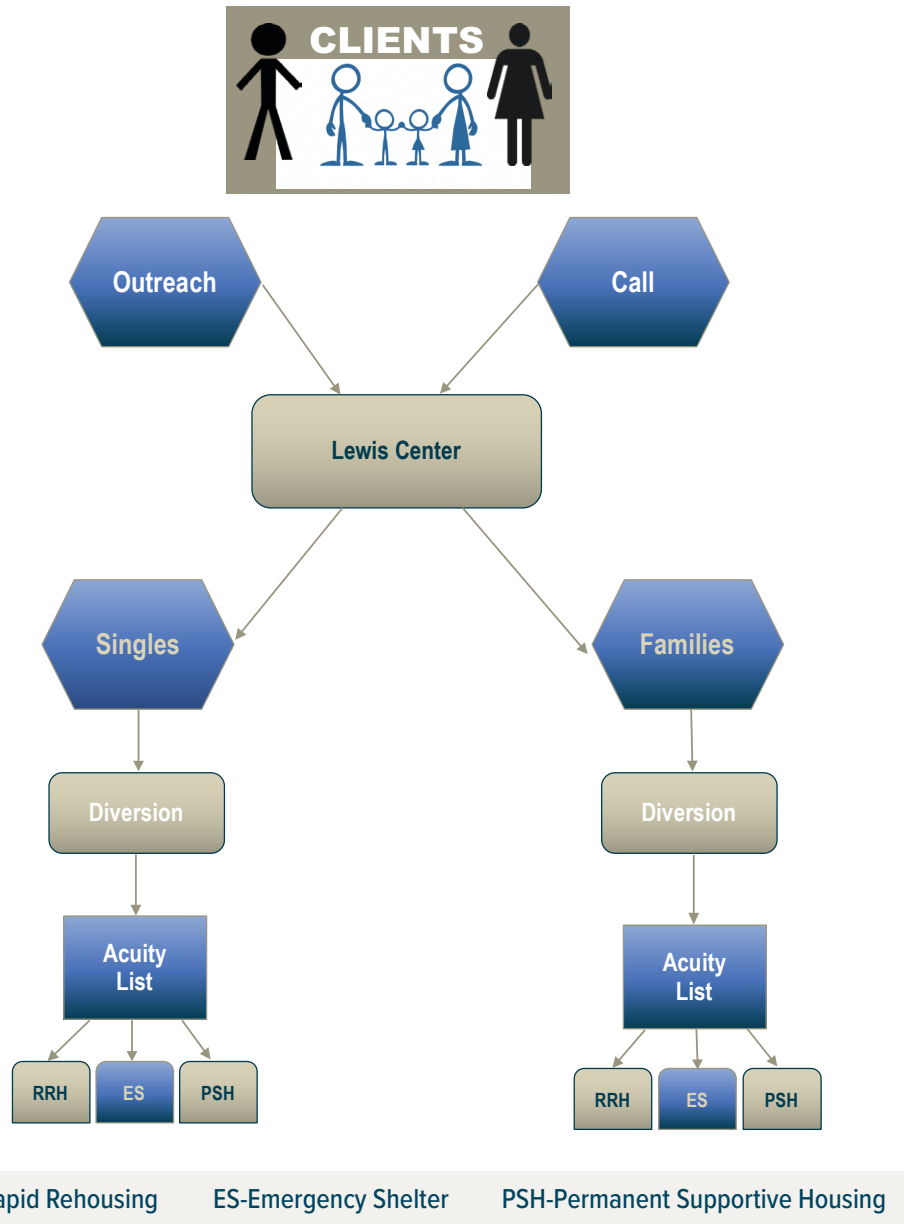 CLIENTS
Outreach
Call
Lewis Center
Singles
Families
Diversion
Diversion
Acuity
List
Acuity
List
RRH
ES
PSH
RRH
ES
PSH
Rehousing ES-Emergency Shelter PSH-Permanent Supportive Housing